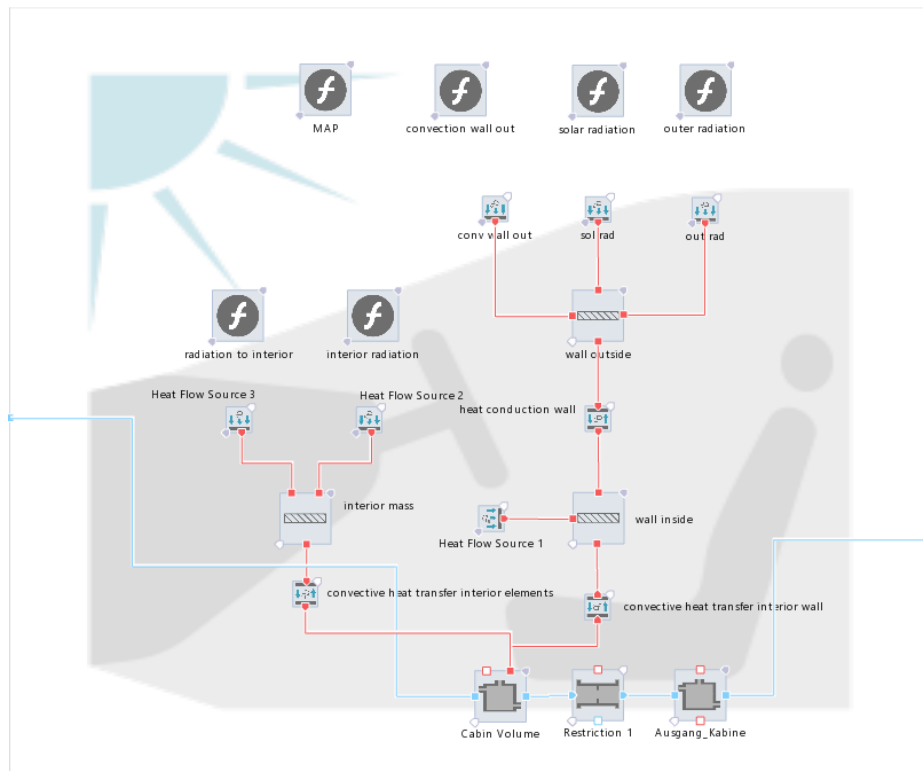 MAP
convection wall out
solar radiation
outer radiation
conv wall out
sol rad
out rad
radiation to interior
interior radiation
wall outside
Heat Flow Source 3
Heat Flow Source 2
heat conduction wall
interior mass
wall inside
Heat Flow Source 1
convective heat transfer interior elements
convective heat transfer interior wall
Cabin Volume
Restriction 1
Ausgang_Kabine